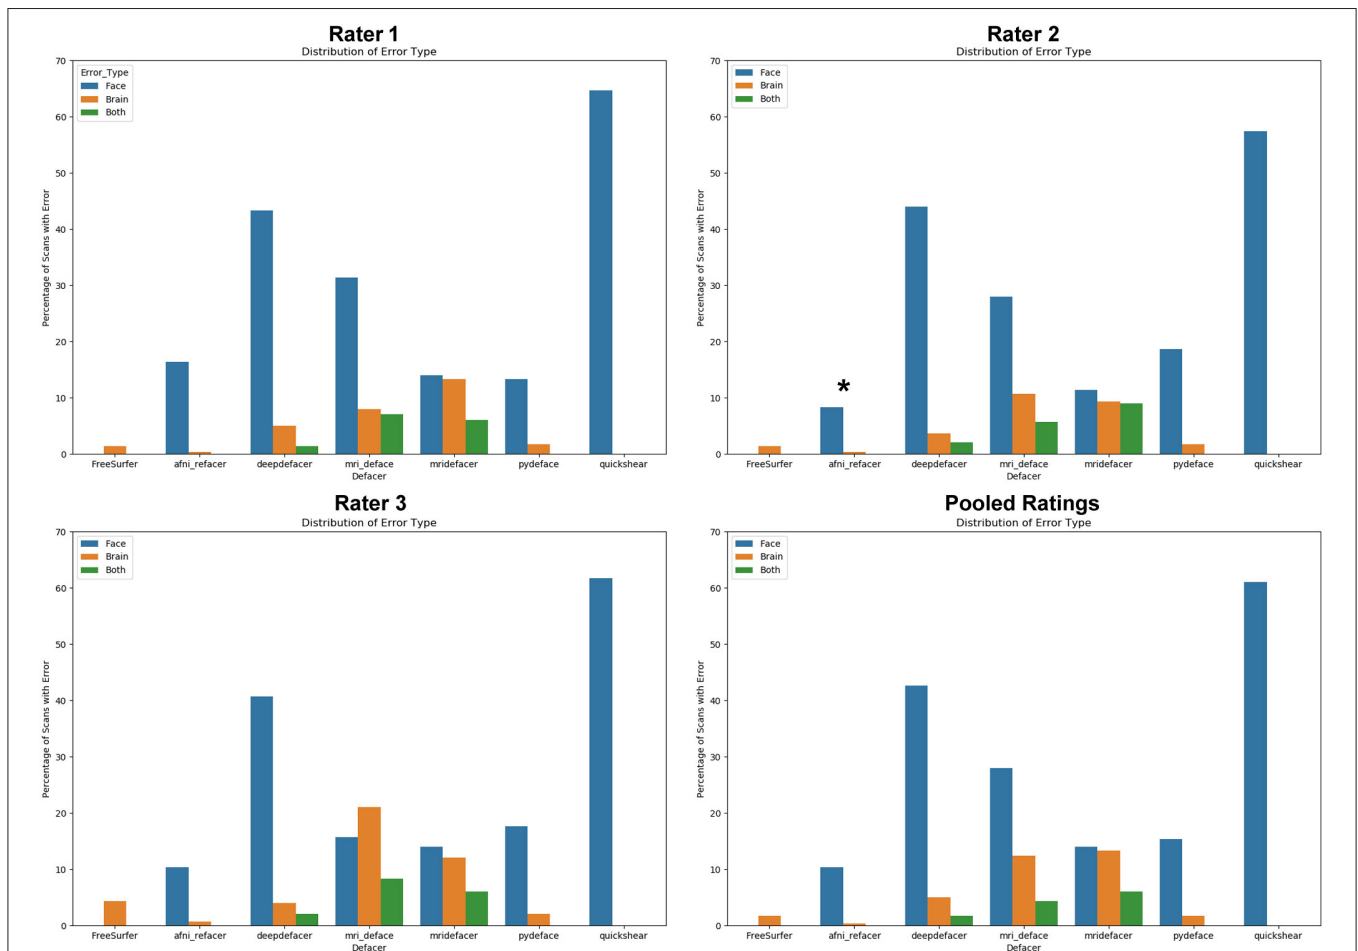 Rater 1
Distribution of Error Type
70
60
50
40
30
20
10
0
Percentage of Scans with Error
Error_Type
Face
Brain
Both
FreeSurfer afni_refacer deepdefacer mri_deface mridefacer pydeface quickshear
Defacer
Rater 2
Distribution of Error Type
70
60
50
40
30
20
10
0
Percentage of Scans with Error
Face
Brain
Both
*
FreeSurfer afni_refacer deepdefacer mri_deface mridefacer pydeface quickshear
Defacer
Rater 3
Distribution of Error Type
70
60
50
40
30
20
10
0
Percentage of Scans with Error
Face
Brain
Both
FreeSurfer afni_refacer deepdefacer mri_deface mridefacer pydeface quickshear
Defacer
Pooled Ratings
Distribution of Error Type
70
60
50
40
30
20
10
0
Percentage of Scans with Error
Face
Brain
Both
FreeSurfer afni_refacer deepdefacer mri_deface mridefacer pydeface quickshear
Defacer